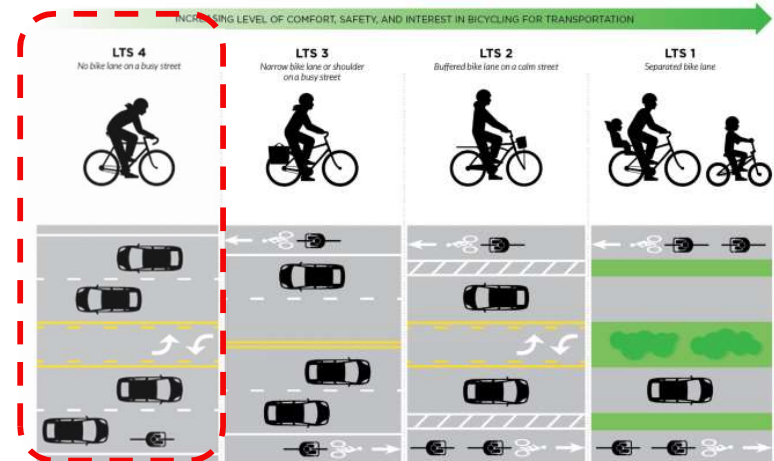 INCREASING LEVEL OF COMFORT, SAFETY, AND INTEREST IN BICYCLING FOR TRANSPORTATION
LTS 4
No bike lane on a busy street
LTS 3
Narrow bike lane or shoulder
on a busy street
LTS 2
Buffered bike lane on a calm street
LTS 1
Separated bike lane